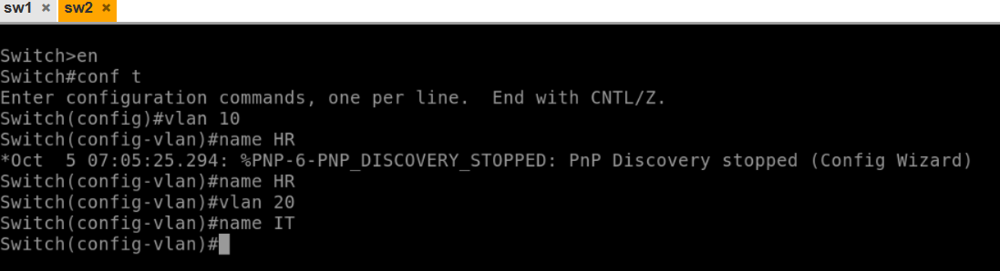 sw1 × sw2 ×
Switch>en
Switch#conf t
Enter configuration commands, one per line.  End with CNTL/Z.
Switch(config)#vlan 10
Switch(config-vlan)#name HR
*Oct  5 07:05:25.294: %PNP-6-PNP_DISCOVERY_STOPPED: PnP Discovery stopped (Config Wizard)
Switch(config-vlan)#name HR
Switch(config-vlan)#vlan 20
Switch(config-vlan)#name IT
Switch(config-vlan)#